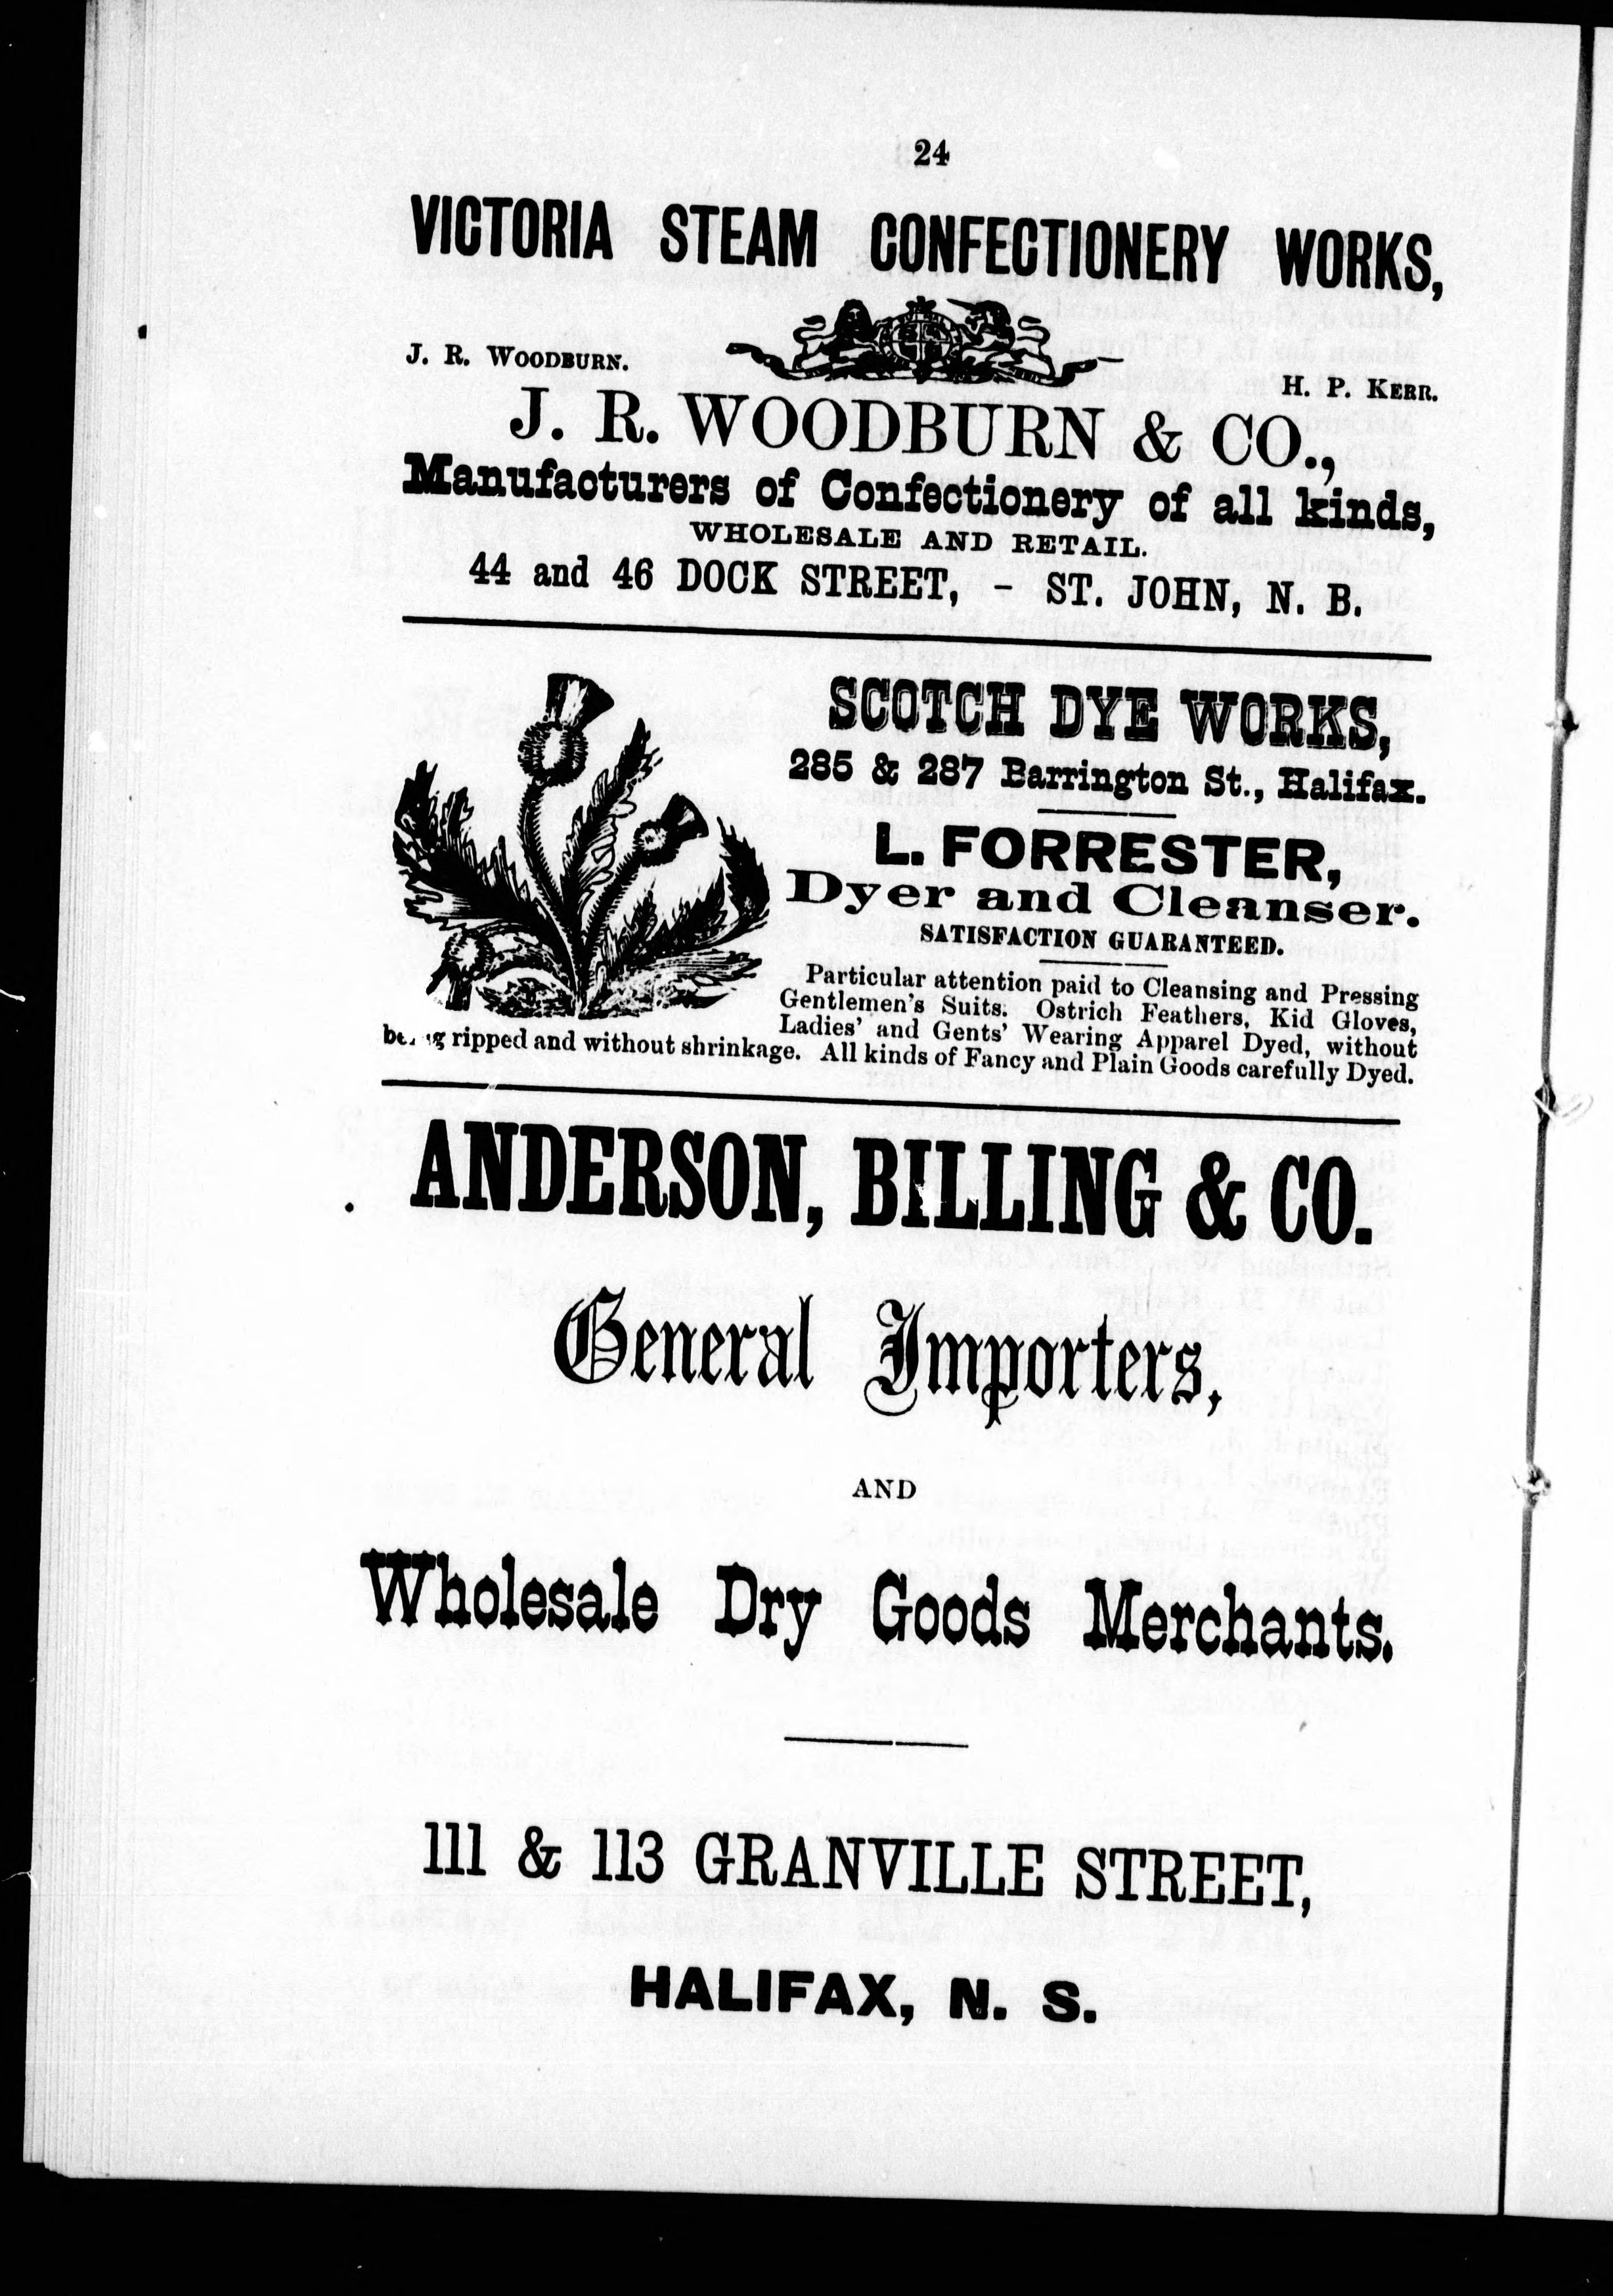 24
VICTORIA STEAM CONFECTIONERY WORKS,
J. R. WOODBURN.
H. P. KERR.
J. R. WOODBURN & CO.,
Manufacturers of Confectionery of all kinds,
WHOLESALE AND RETAIL.
44 and 46 DOCK STREET, - ST. JOHN, N. B.
SCOTCH DYE WORKS,
285 & 287 Barrington St., Halifax.
L. FORRESTER,
Dyer and Cleanser.
SATISFACTION GUARANTEED.
Particular attention paid to Cleansing and Pressing
Gentlemen's Suits. Ostrich Feathers, Kid Gloves,
Ladies' and Gents' Wearing Apparel Dyed, without
being ripped and without shrinkage. All kinds of Fancy and Plain Goods carefully Dyed.
ANDERSON, BILLING & CO.
General Importers,
AND
Wholesale Dry Goods Merchants.
111 & 113 GRANVILLE STREET,
HALIFAX, N. S.